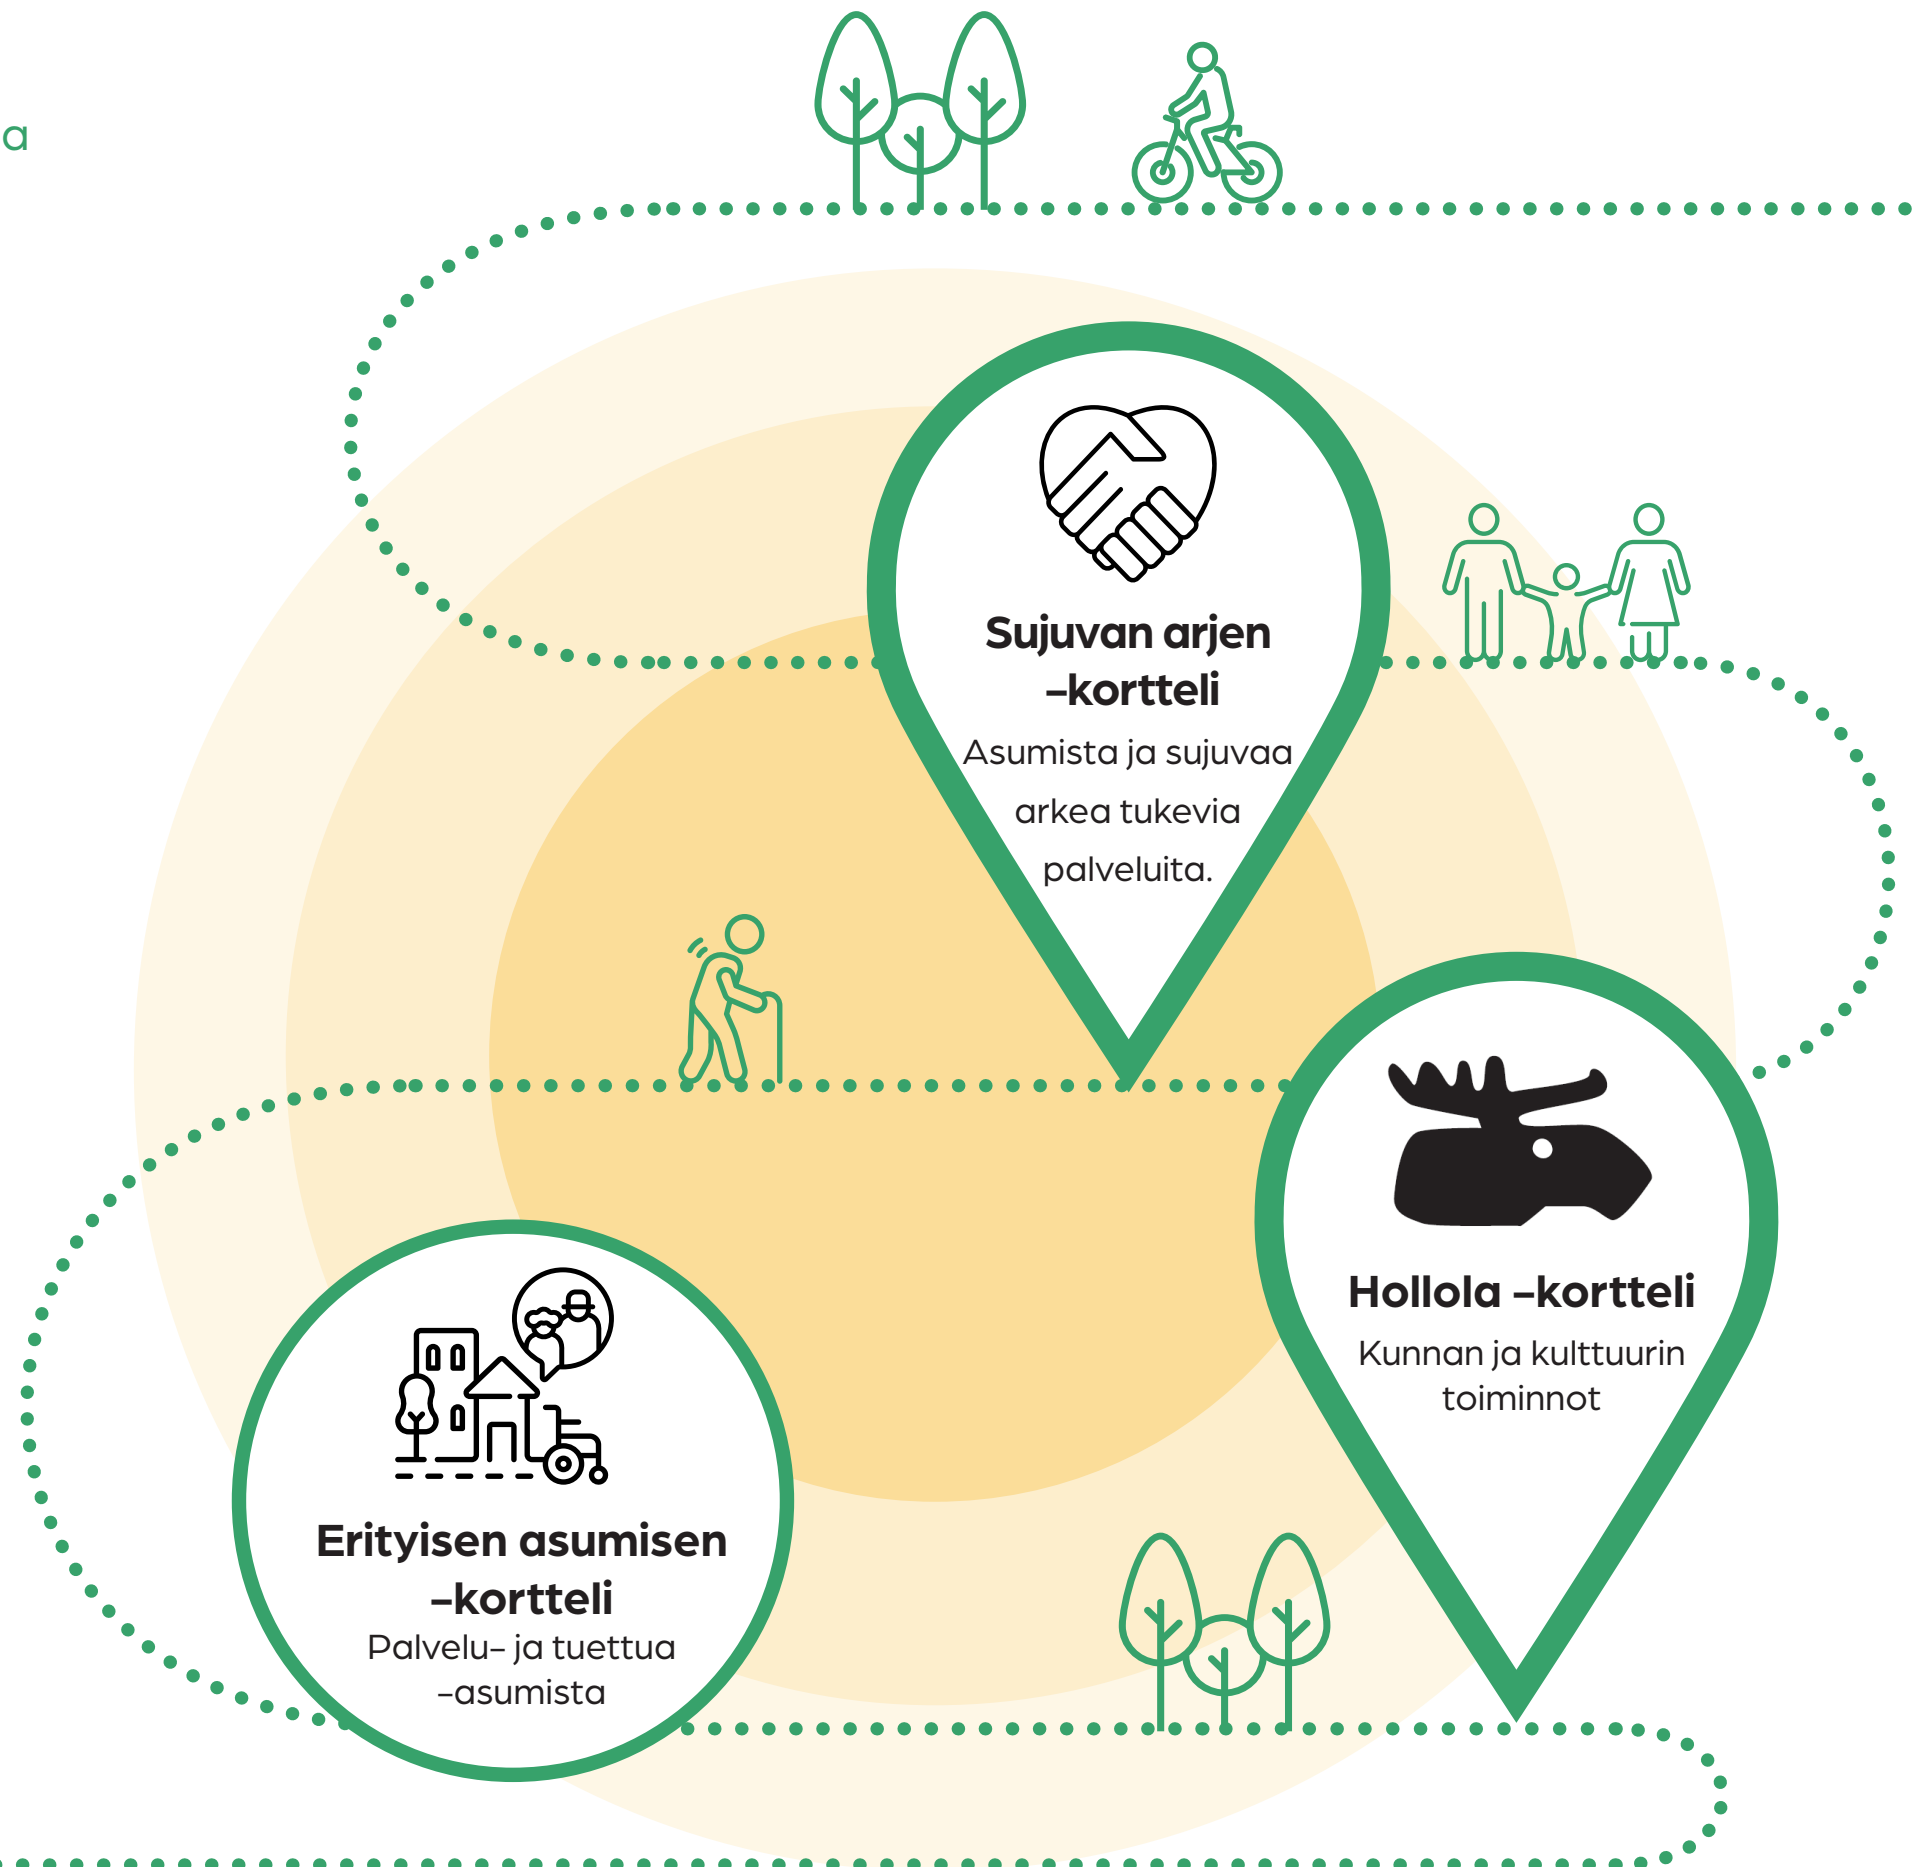 a
Sujuvan arjen
–kortteli
Asumista ja sujuvaa
arkea tukevia
palveluita.
Hollola –kortteli
Kunnan ja kulttuurin
toiminnot
Erityisen asumisen
–kortteli
Palvelu- ja tuettua
-asumista